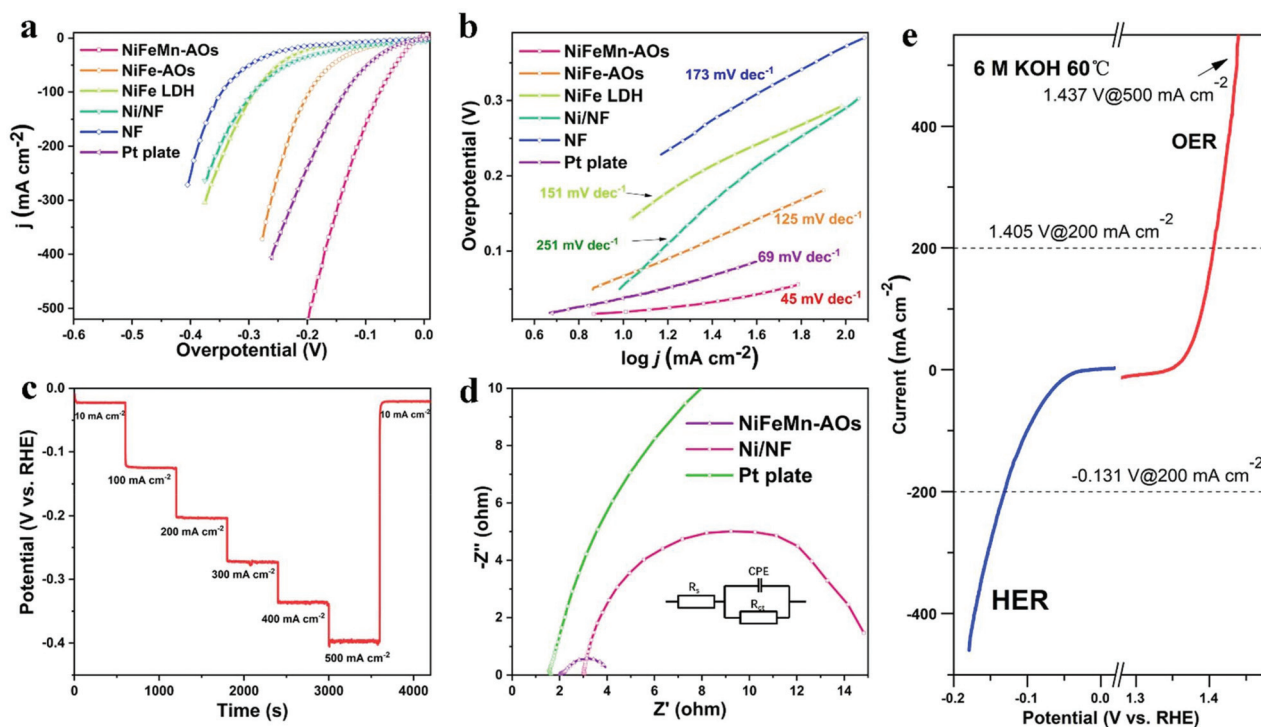 a
NiFeMn-AOs
NiFe-AOs
NiFe LDH
Ni/NF
NF
Pt plate
0
-100
-200
-300
-400
-500
j (mA cm⁻²)
-0.6
-0.5
-0.4
-0.3
-0.2
-0.1
0.0
Overpotential (V)
b
NiFeMn-AOs
NiFe-AOs
NiFe LDH
Ni/NF
NF
Pt plate
173 mV dec⁻¹
151 mV dec⁻¹
251 mV dec⁻¹
125 mV dec⁻¹
69 mV dec⁻¹
45 mV dec⁻¹
0.3
0.2
0.1
Overpotential (V)
0.6
0.8
1.0
1.2
1.4
1.6
1.8
2.0
log j (mA cm⁻²)
c
10 mA cm⁻²
100 mA cm⁻²
200 mA cm⁻²
300 mA cm⁻²
400 mA cm⁻²
500 mA cm⁻²
10 mA cm⁻²
0.0
-0.1
-0.2
-0.3
-0.4
Potential (V vs. RHE)
0
1000
2000
3000
4000
Time (s)
d
NiFeMn-AOs
Ni/NF
Pt plate
CPE
Rs
Rct
10
8
6
4
2
0
-Z'' (ohm)
0
2
4
6
8
10
12
14
Z' (ohm)
e
6 M KOH 60℃
1.437 V@500 mA cm⁻²
OER
1.405 V@200 mA cm⁻²
-0.131 V@200 mA cm⁻²
HER
400
200
0
-200
-400
Current (mA cm⁻²)
-0.2
-0.1
0.0
1.3
1.4
Potential (V vs. RHE)